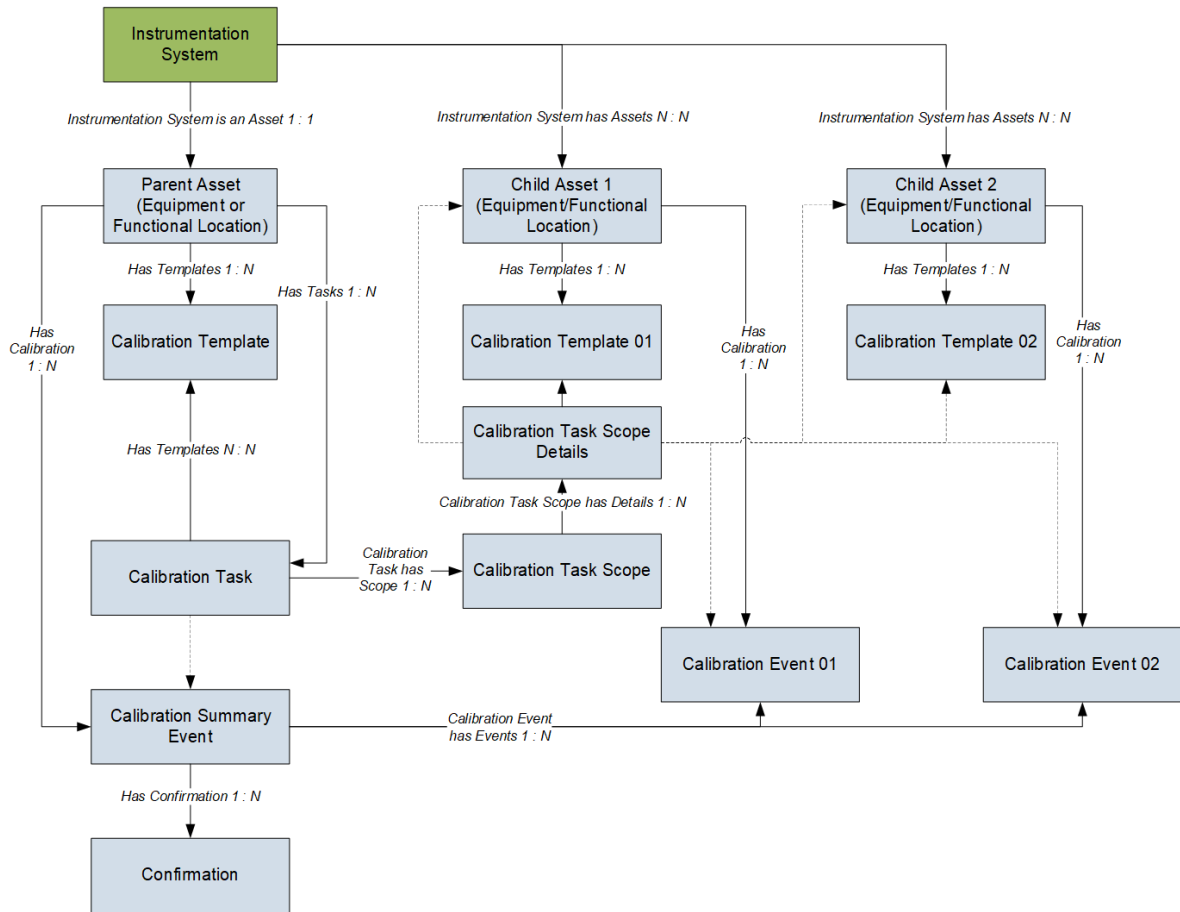 Instrumentation
System
Instrumentation System is an Asset 1 : 1
Instrumentation System has Assets N : N
Instrumentation System has Assets N : N
Parent Asset
(Equipment or
Functional Location)
Child Asset 1
(Equipment/Functional
Location)
Child Asset 2
(Equipment/Functional
Location)
Has Templates 1 : N
Has Templates 1 : N
Has Templates 1 : N
Has Tasks 1 : N
Has
Calibration
1 : N
Calibration Template
Calibration Template 01
Has
Calibration
1 : N
Calibration Template 02
Has
Calibration
1 : N
Has Templates N : N
Calibration Task Scope
Details
Calibration Task Scope has Details 1 : N
Calibration Task
Calibration
Task has
Scope 1 : N
Calibration Task Scope
Calibration Event 01
Calibration Event 02
Calibration Summary
Event
Calibration Event
has Events 1 : N
Has Confirmation 1 : N
Confirmation